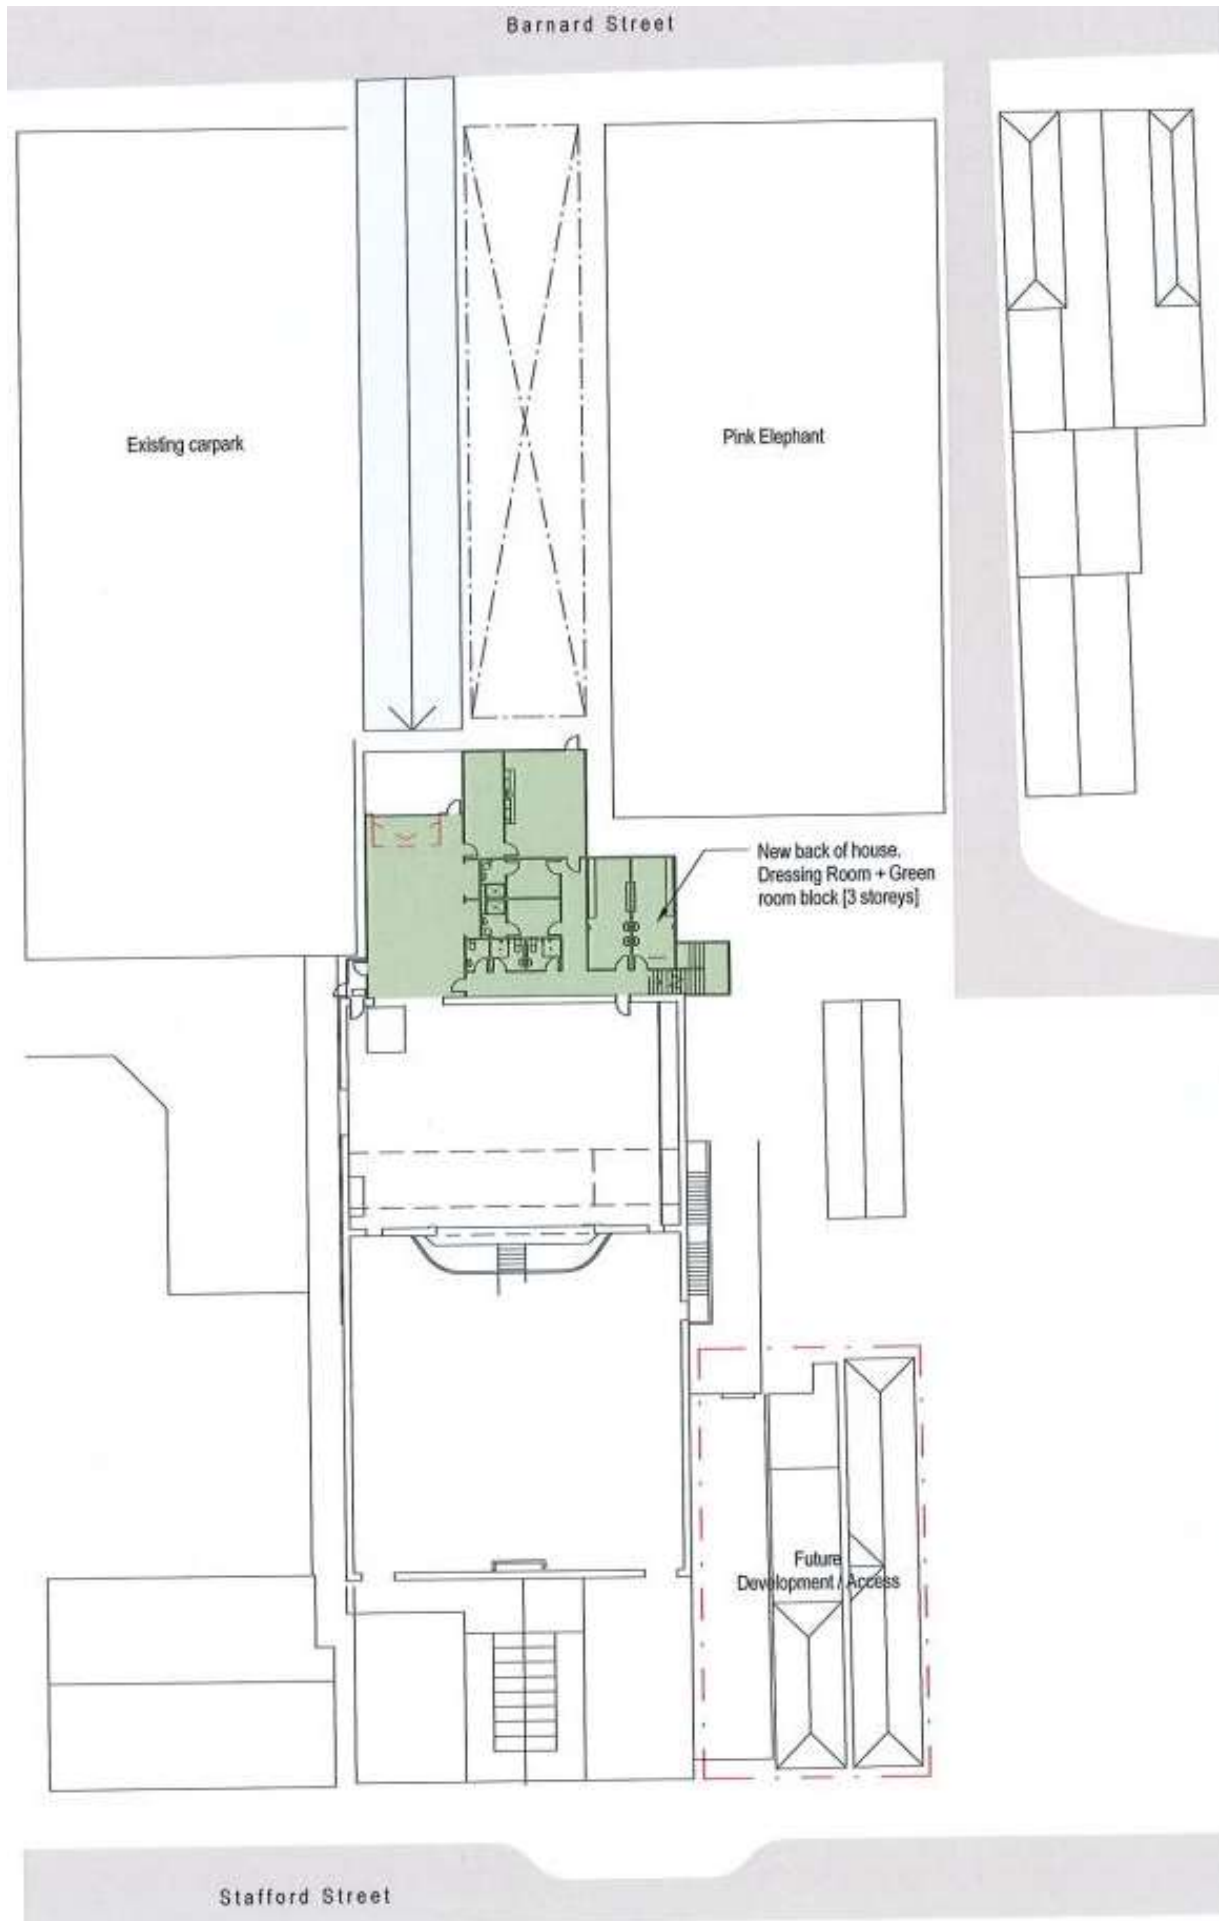 Barnard Street
Existing carpark
Pink Elephant
New back of house,
Dressing Room + Green
room block [3 storeys]
Future
Development / Access
Stafford Street